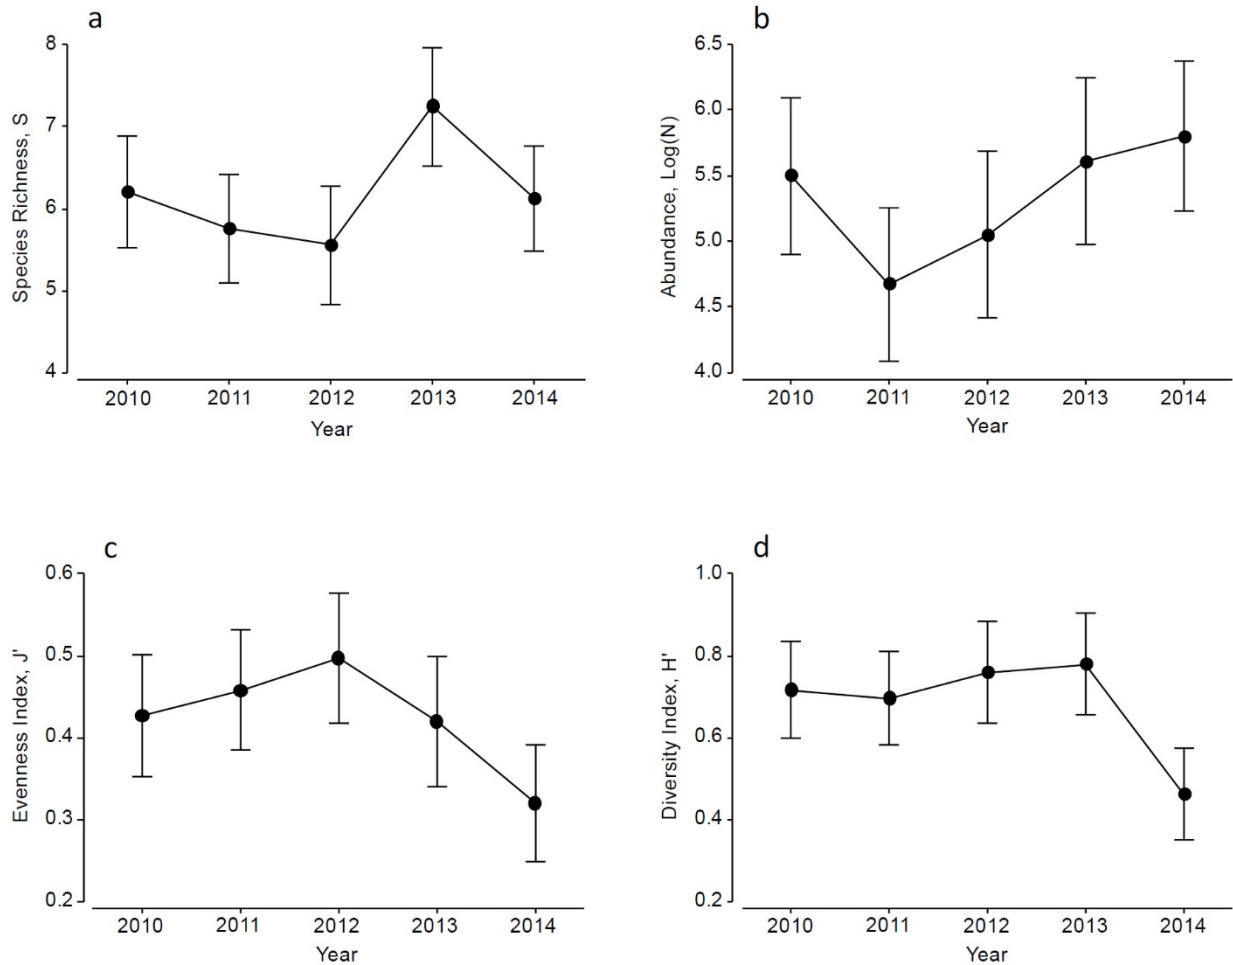 a
8
7
6
5
4
Species Richness, S
2010 2011 2012 2013 2014
Year
b
6.5
6.0
5.5
5.0
4.5
4.0
Abundance, Log(N)
2010 2011 2012 2013 2014
Year
c
0.6
0.5
0.4
0.3
0.2
Evenness Index, J'
2010 2011 2012 2013 2014
Year
d
1.0
0.8
0.6
0.4
0.2
Diversity Index, H'
2010 2011 2012 2013 2014
Year